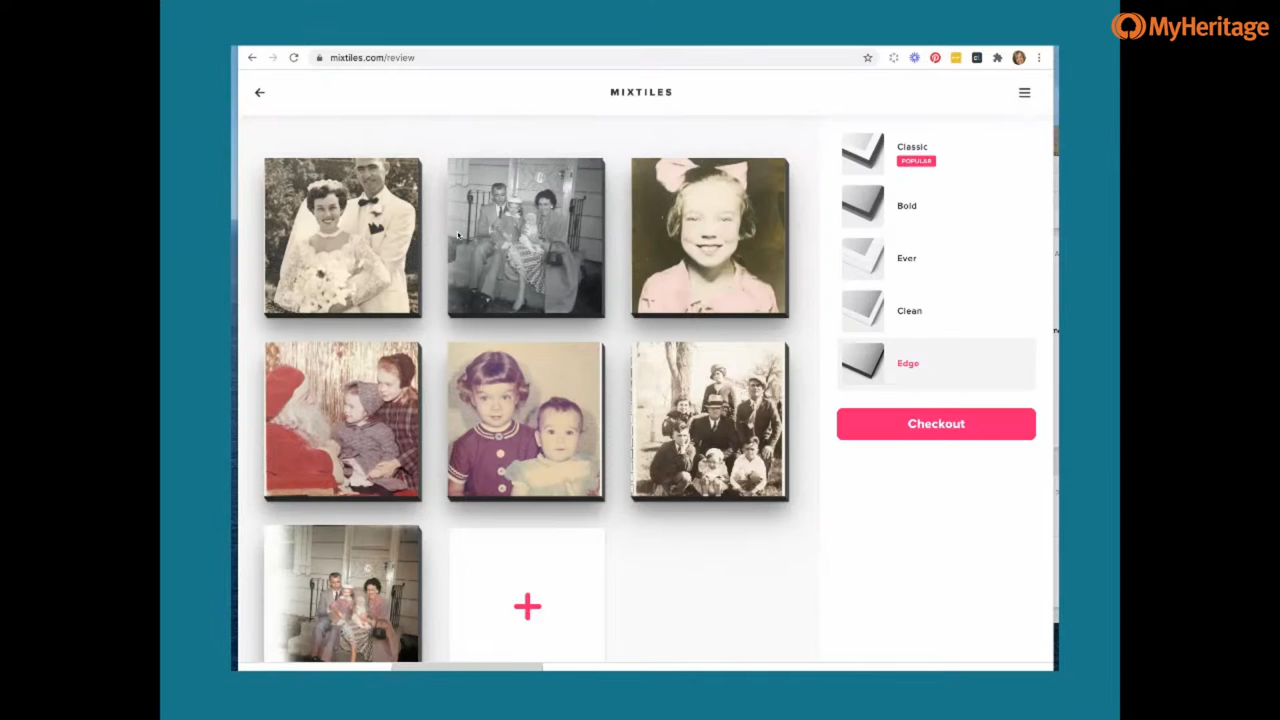 MyHeritage
mixtiles.com/review
MIXTILES
Classic
POPULAR
Bold
Ever
Clean
Edge
Checkout